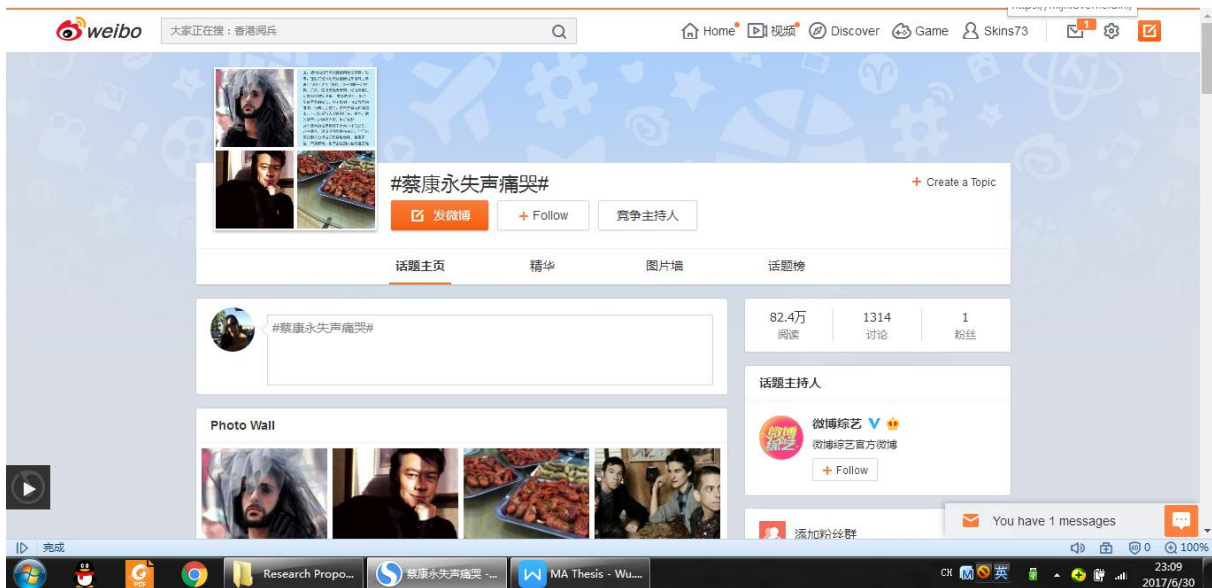 weibo
大家正在搜：香港阅兵
Home
视频
Discover
Game
Skins73
1
#蔡康永失声痛哭#
+ Create a Topic
发微博
+ Follow
竞争主持人
话题主页
精华
图片墙
话题榜
#蔡康永失声痛哭#
82.4万
阅读
1314
讨论
1
粉丝
话题主持人
微博综艺
微博综艺官方微博
+ Follow
Photo Wall
添加粉丝群
You have 1 messages
完成
0
100%
Research Propo...
蔡康永失声痛哭 -...
MA Thesis - Wu....
CH
英
23:09
2017/6/30